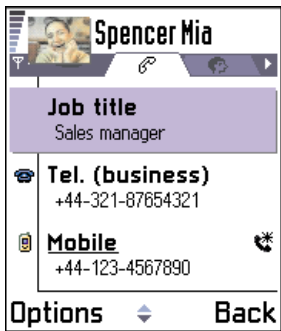 Spencer Mia
Job title
Sales manager
Tel. (business)
+44-321-87654321
Mobile
+44-123-4567890
Options Back